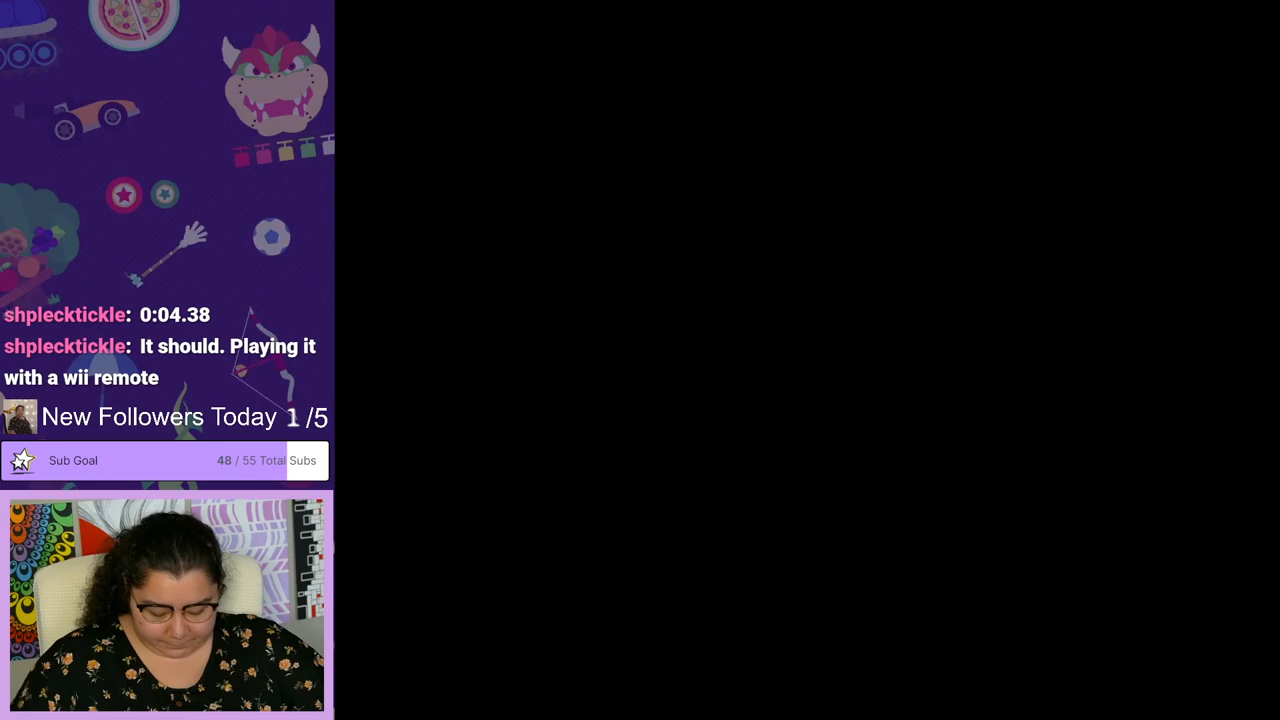 shplecktickle: 0:04.38
shplecktickle: It should. Playing it
with a wii remote
New Followers Today 1 /5
Sub Goal 48 / 55 Total Subs